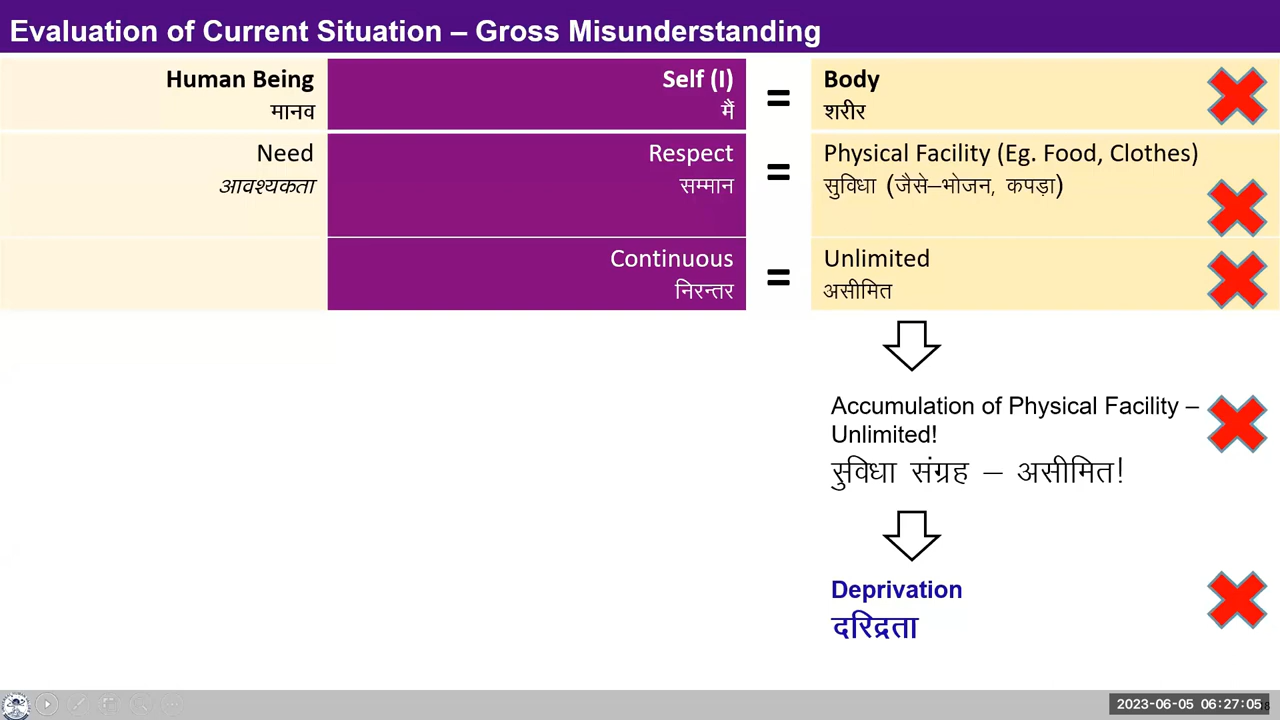 Evaluation of Current Situation – Gross Misunderstanding
Human Being Self (I) = Body
मानव मैं शरीर
Need Respect = Physical Facility (Eg. Food, Clothes)
आवश्यकता सम्मान सुविधा (जैसे–भोजन, कपड़ा)
Continuous = Unlimited
निरन्तर असीमित
Accumulation of Physical Facility –
Unlimited!
सुविधा संग्रह – असीमित!
Deprivation
दरिद्रता
2023-06-05 06:27:05